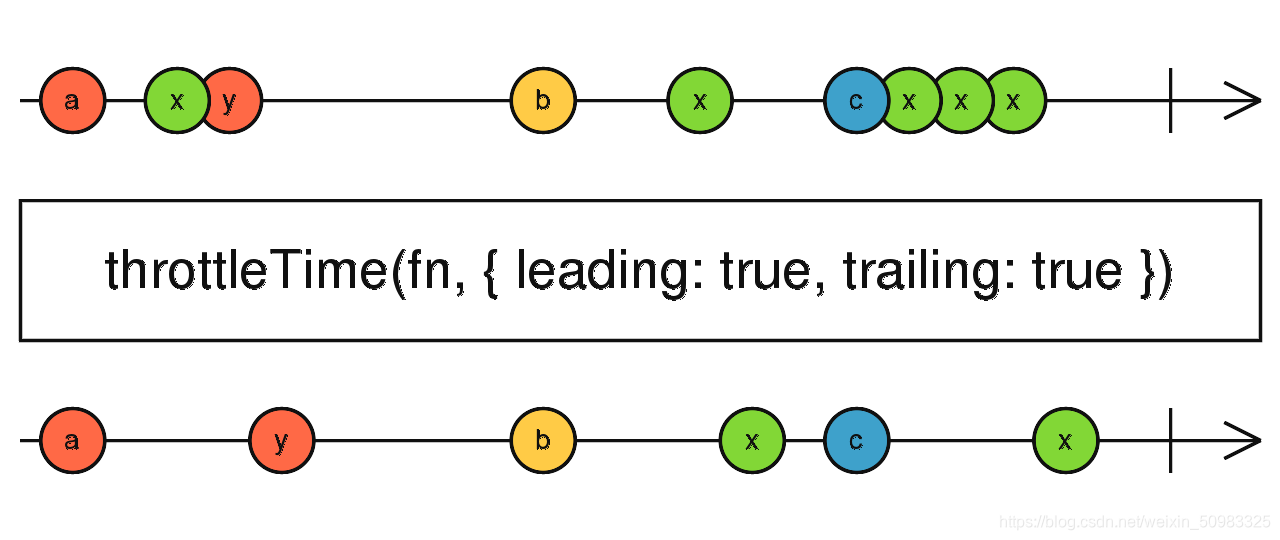 a x y b x c x x x
throttleTime(fn, { leading: true, trailing: true })
a y b x c x
https://blog.csdn.net/weixin_50983325